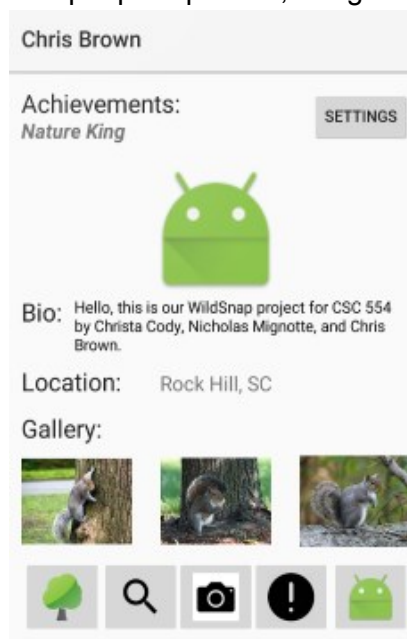 Chris Brown
Achievements:
SETTINGS
Nature King
Bio: Hello, this is our WildSnap project for CSC 554
by Christa Cody, Nicholas Mignotte, and Chris
Brown.
Location: Rock Hill, SC
Gallery: